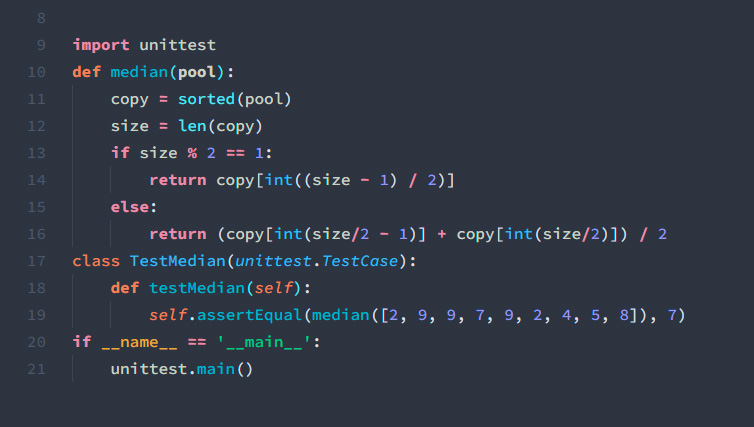 8
9 import unittest
10 def median(pool):
11     copy = sorted(pool)
12     size = len(copy)
13     if size % 2 == 1:
14         return copy[int((size - 1) / 2)]
15     else:
16         return (copy[int(size/2 - 1)] + copy[int(size/2)]) / 2
17 class TestMedian(unittest.TestCase):
18     def testMedian(self):
19         self.assertEqual(median([2, 9, 9, 7, 9, 2, 4, 5, 8]), 7)
20 if __name__ == '__main__':
21     unittest.main()